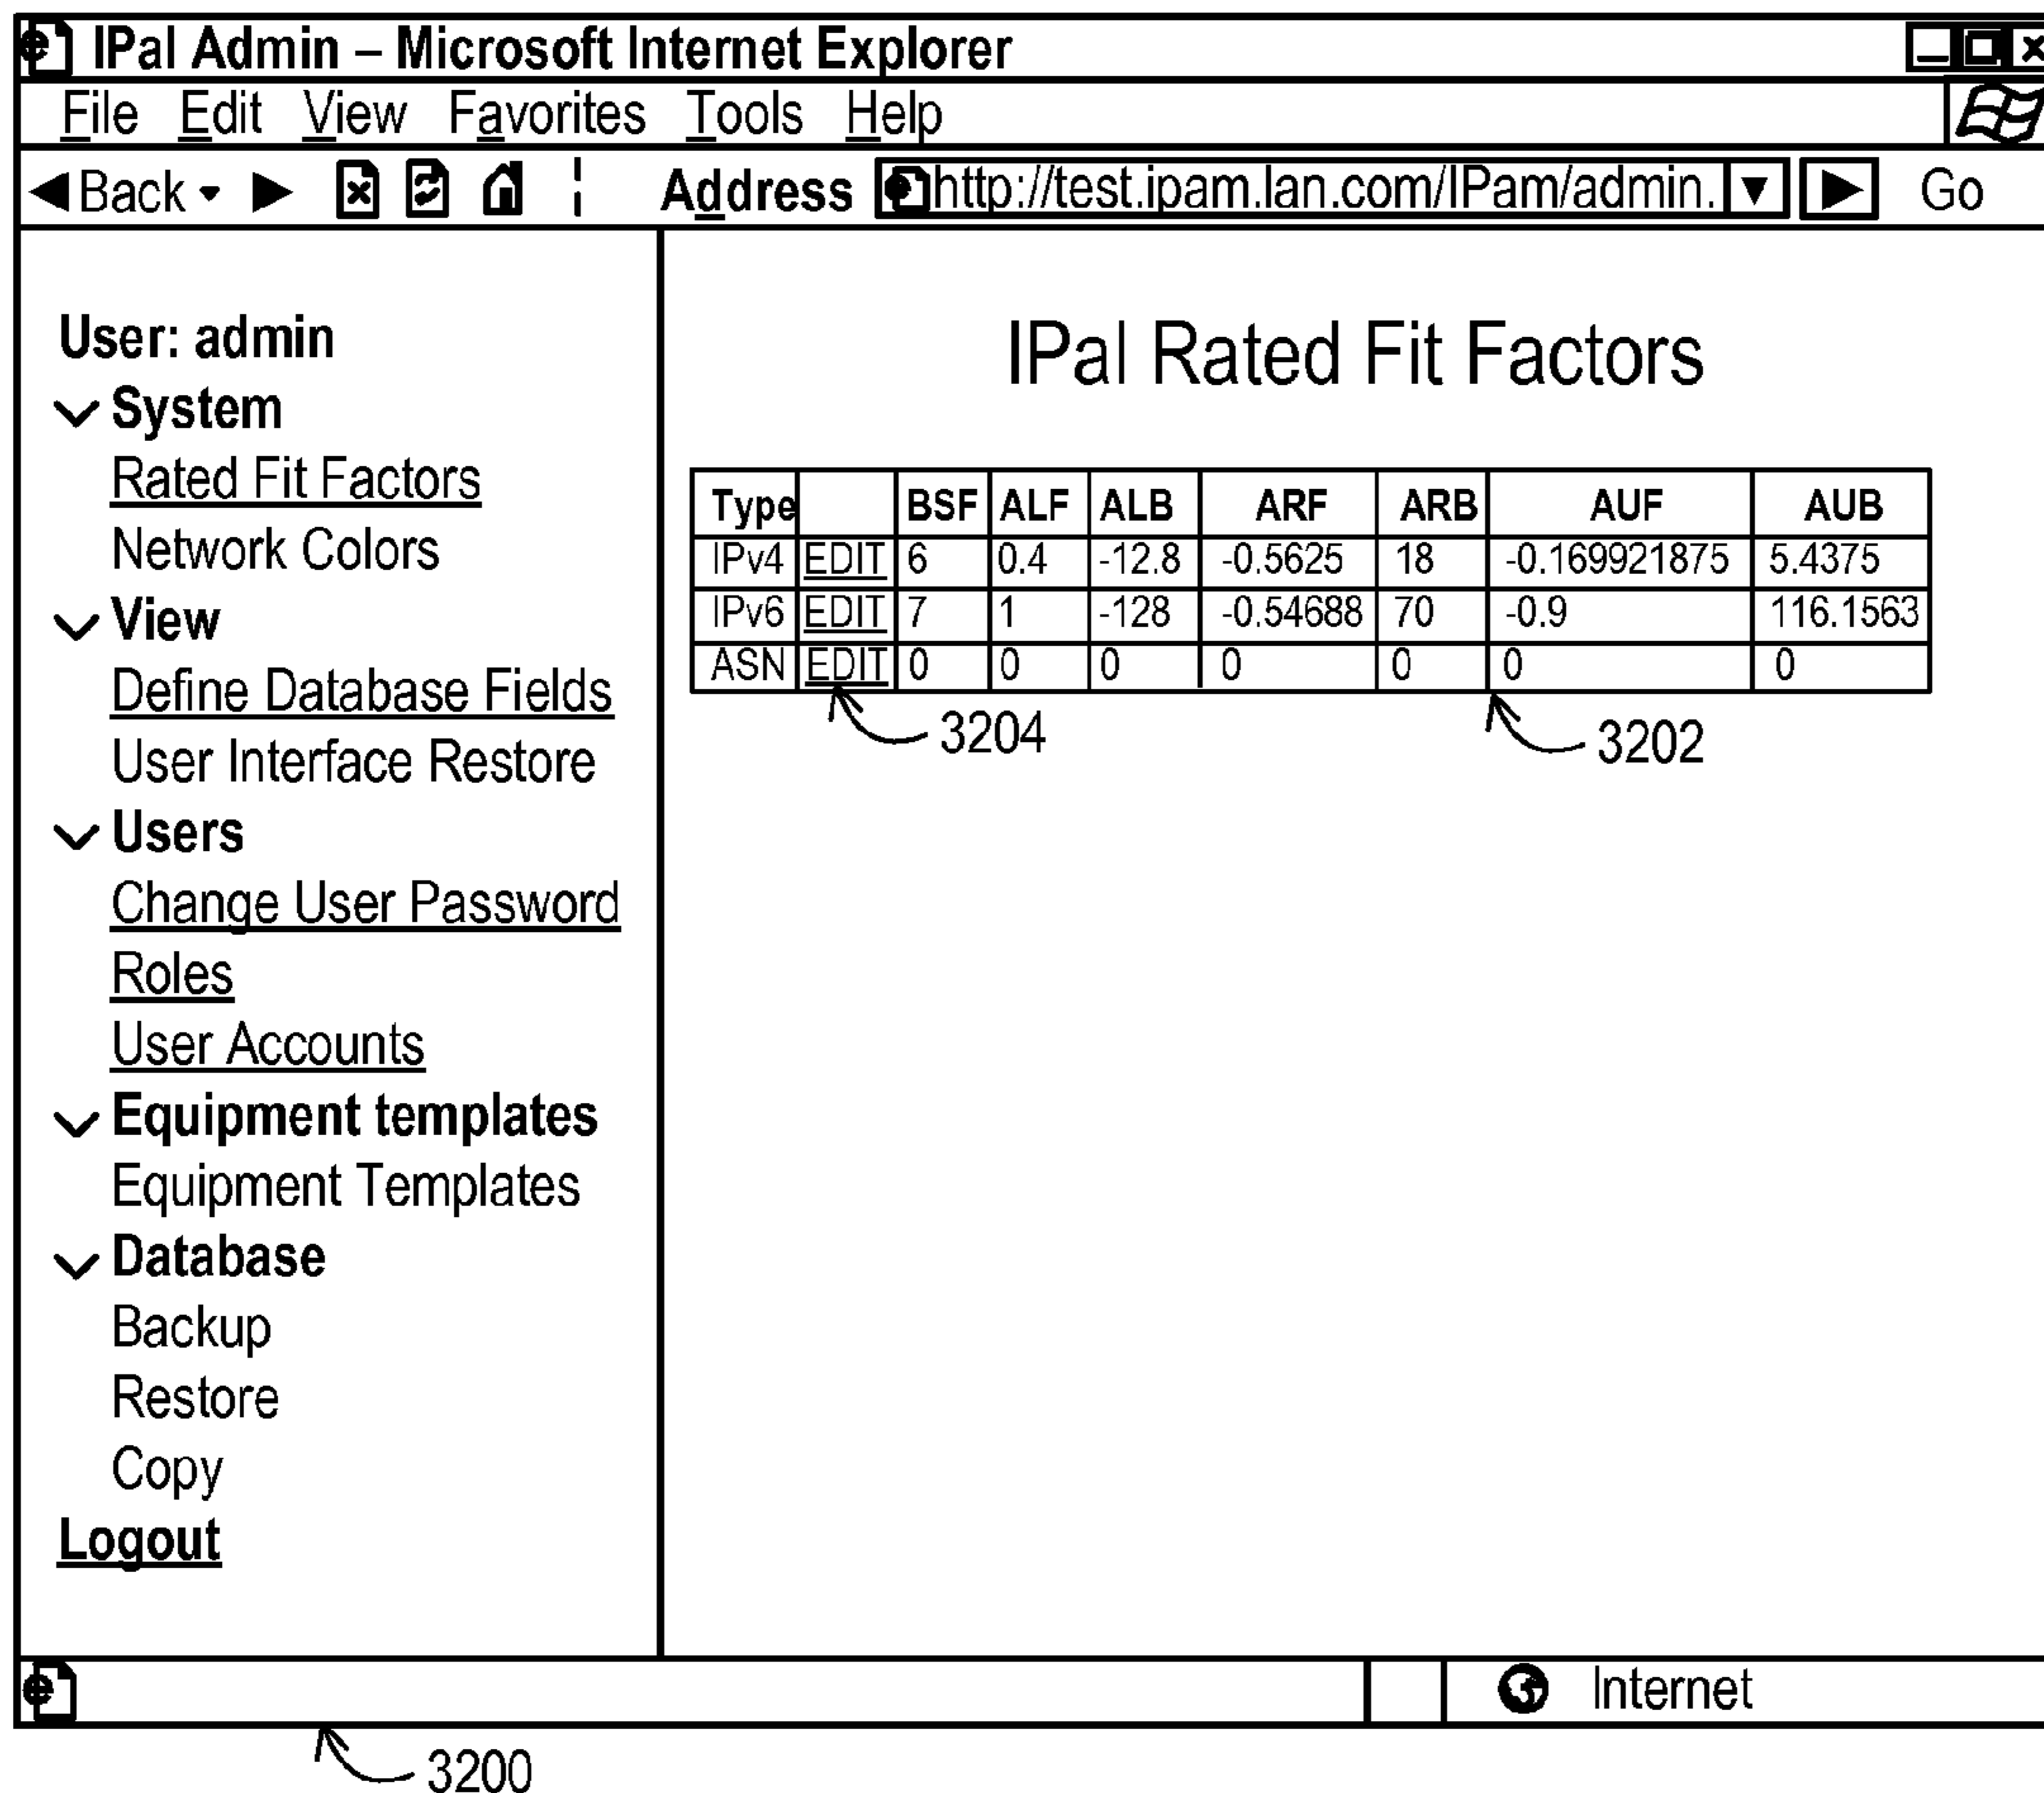 IPal Admin – Microsoft Internet Explorer
File Edit View Favorites Tools Help
Back Address http://test.ipam.lan.com/IPam/admin. Go
User: admin
System
Rated Fit Factors
Network Colors
View
Define Database Fields
User Interface Restore
Users
Change User Password
Roles
User Accounts
Equipment templates
Equipment Templates
Database
Backup
Restore
Copy
Logout
IPal Rated Fit Factors
Type BSF ALF ALB ARF ARB AUF AUB
IPv4 EDIT 6 0.4 -12.8 -0.5625 18 -0.169921875 5.4375
IPv6 EDIT 7 1 -128 -0.54688 70 -0.9 116.1563
ASN EDIT 0 0 0 0 0 0 0
3204
3202
Internet
3200